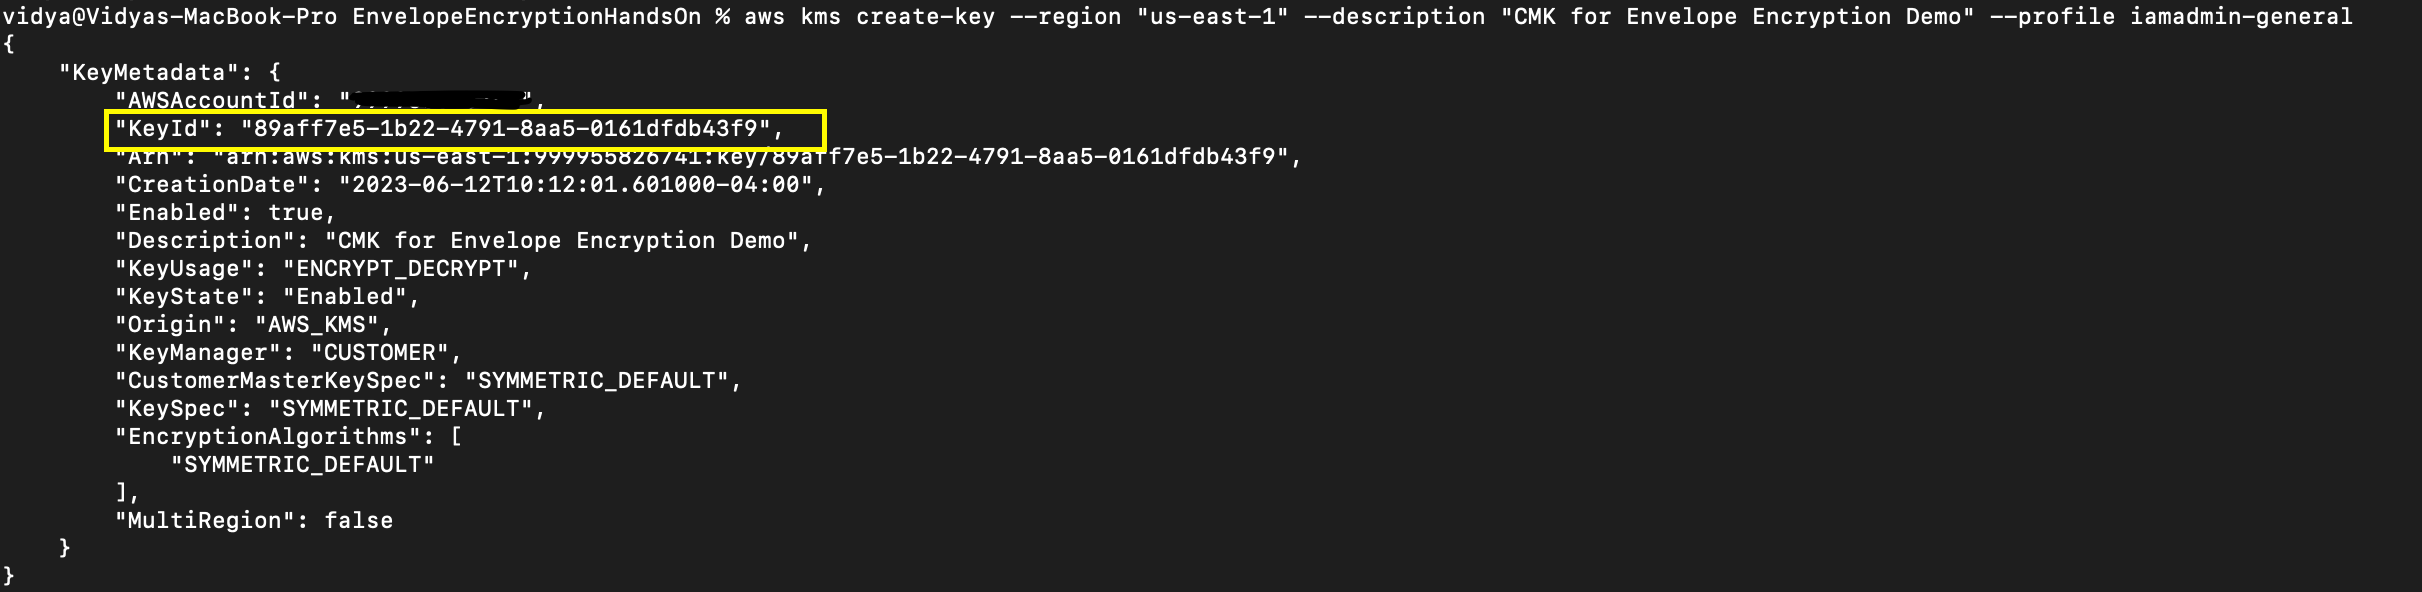 vidya@Vidyas-MacBook-Pro EnvelopeEncryptionHandsOn % aws kms create-key --region "us-east-1" --description "CMK for Envelope Encryption Demo" --profile iamadmin-general
{
    "KeyMetadata": {
        "AWSAccountId": "",
        "KeyId": "89aff7e5-1b22-4791-8aa5-0161dfdb43f9",
        "Arn": "arn:aws:kms:us-east-1:999955826741:key/89aff7e5-1b22-4791-8aa5-0161dfdb43f9",
        "CreationDate": "2023-06-12T10:12:01.601000-04:00",
        "Enabled": true,
        "Description": "CMK for Envelope Encryption Demo",
        "KeyUsage": "ENCRYPT_DECRYPT",
        "KeyState": "Enabled",
        "Origin": "AWS_KMS",
        "KeyManager": "CUSTOMER",
        "CustomerMasterKeySpec": "SYMMETRIC_DEFAULT",
        "KeySpec": "SYMMETRIC_DEFAULT",
        "EncryptionAlgorithms": [
            "SYMMETRIC_DEFAULT"
        ],
        "MultiRegion": false
    }
}